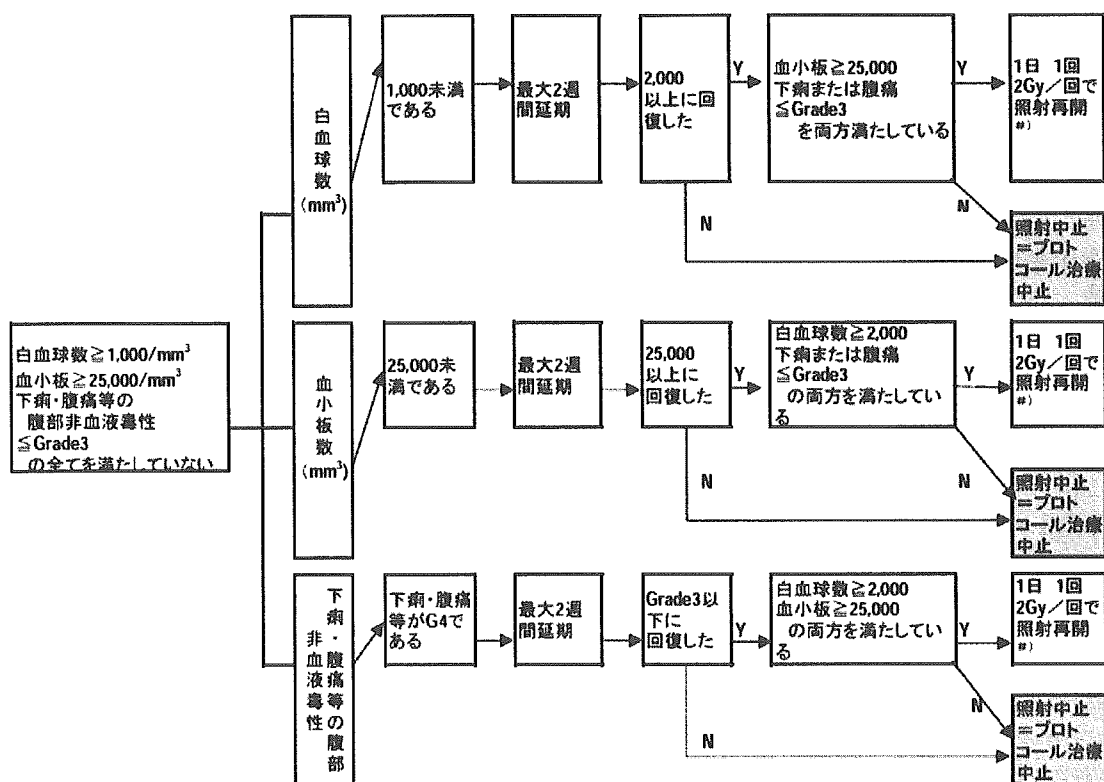 白血球数≧1,000/mm³
血小板≧25,000/mm³
下痢・腹痛等の
腹部非血液毒性
≦Grade3
の全てを満たしていない
白血球数
(mm³)
1,000未満
である
最大2週
間延期
2,000
以上に回
復した
Y
N
血小板≧25,000
下痢または腹痛
≦Grade3
を両方満たしている
Y
N
1日 1回
2Gy/回で
照射再開
#)
照射中止
=プロト
コール治療
中止
血小板数
(mm³)
25,000未
満である
最大2週
間延期
25,000
以上に
回復した
Y
N
白血球数≧2,000
下痢または腹痛
≦Grade3
の両方を満たしてい
る
Y
N
1日 1回
2Gy/回で
照射再開
#)
照射中止
=プロト
コール治療
中止
下痢・腹痛等の腹部
非血液毒性
下痢・腹痛
等がG4で
ある
最大2週
間延期
Grade3以
下に
回復した
Y
N
白血球数≧2,000
血小板≧25,000
の両方を満たしてい
る
Y
N
1日 1回
2Gy/回で
照射再開
#)
照射中止
=プロト
コール治療
中止